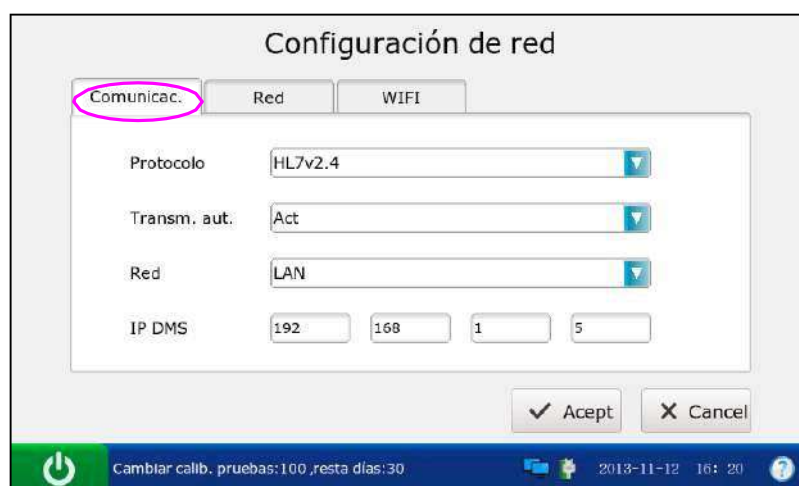 Configuración de red
Comunicac. Red WIFI
Protocolo HL7v2.4
Transm. aut. Act
Red LAN
IP DMS 192 168 1 5
Acept Cancel
Cambiar calib. pruebas:100 ,resta días:30 2013-11-12 16: 20 ?